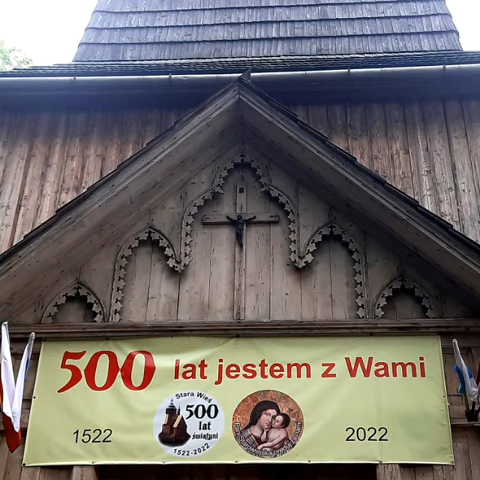 500 lat jestem z Wami
Stara Wieś
500
lat
świątyni
1522-2022
1522
2022